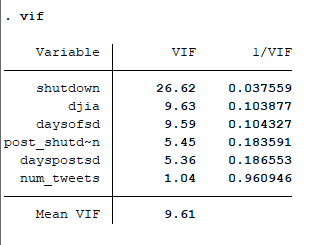 . vif
Variable | VIF 1/VIF
shutdown | 26.62 0.037559
djia | 9.63 0.103877
daysofsd | 9.59 0.104327
post_shutd~n | 5.45 0.183591
dayspostsd | 5.36 0.186553
num_tweets | 1.04 0.960946
Mean VIF | 9.61